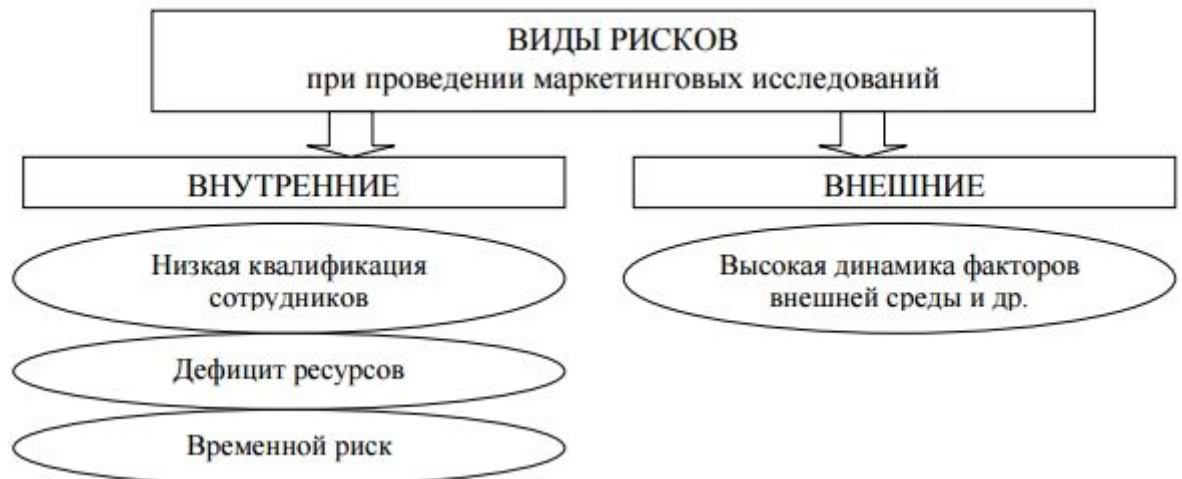 ВИДЫ РИСКОВ
при проведении маркетинговых исследований
ВНУТРЕННИЕ
ВНЕШНИЕ
Низкая квалификация
сотрудников
Высокая динамика факторов
внешней среды и др.
Дефицит ресурсов
Временной риск